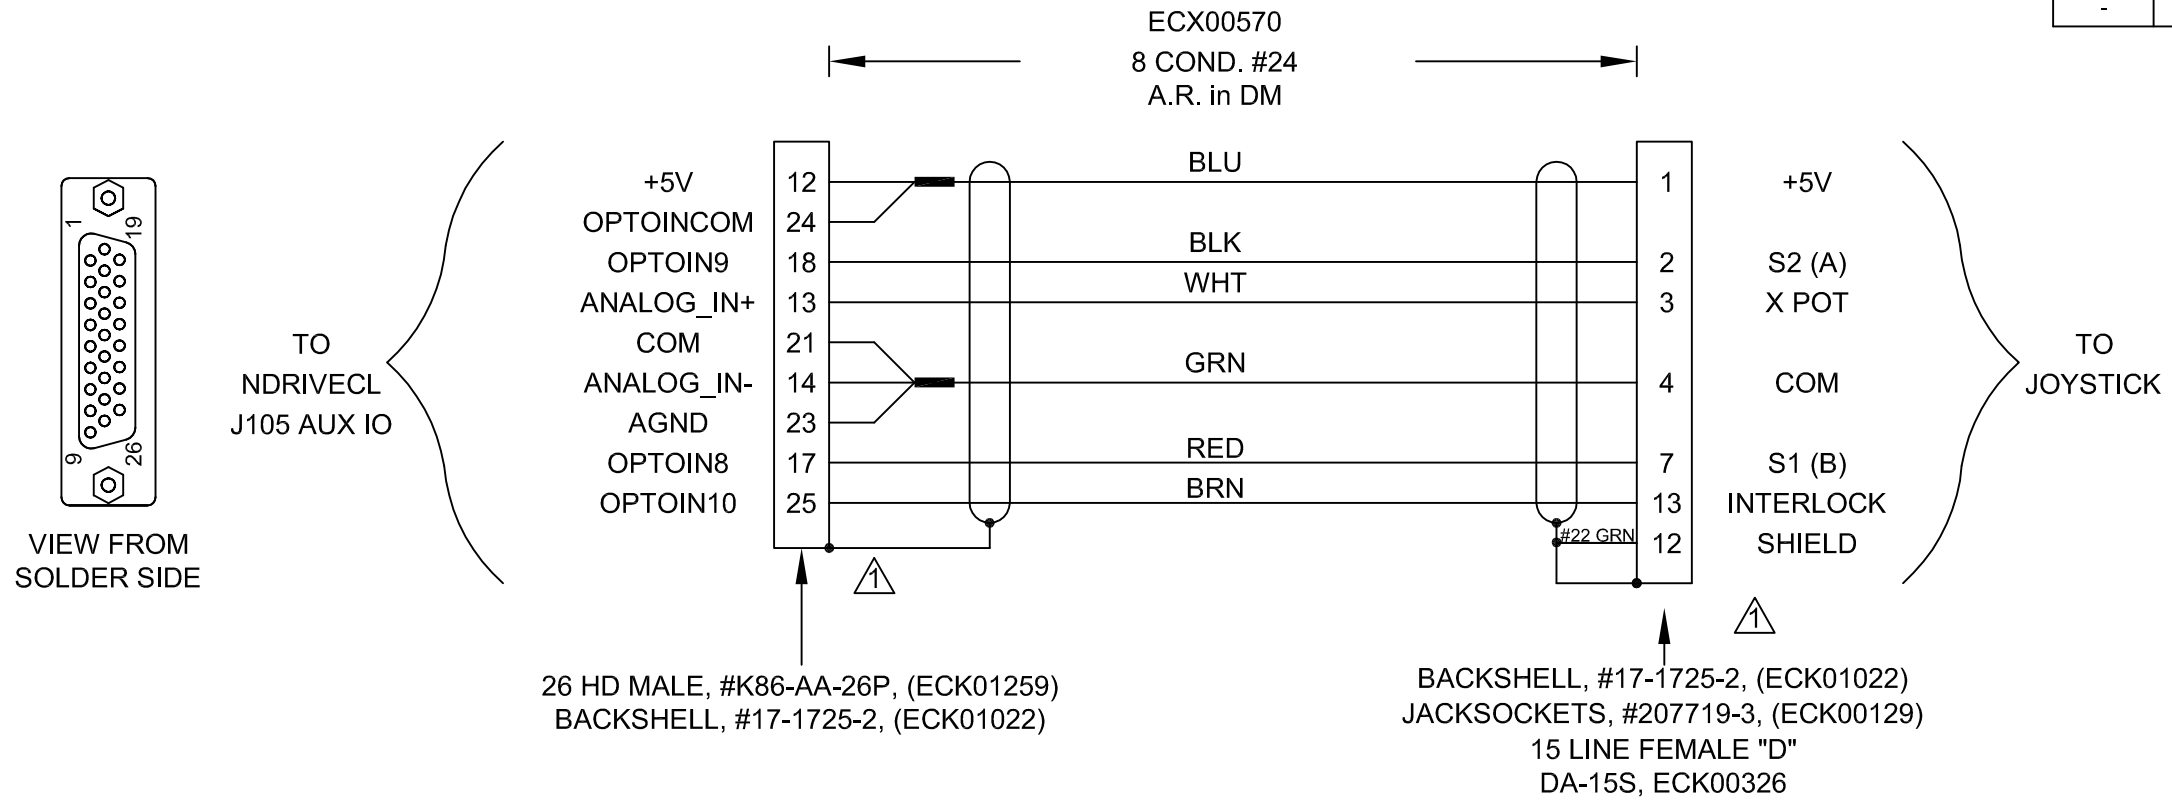 ECX00570
8 COND. #24
A.R. in DM
-
1
19
9
26
VIEW FROM
SOLDER SIDE
TO
NDRIVECL
J105 AUX IO
+5V 12 BLU 1 +5V
OPTOINCOM 24
OPTOIN9 18 BLK 2 S2 (A)
ANALOG_IN+ 13 WHT 3 X POT
COM 21
ANALOG_IN- 14 GRN 4 COM
AGND 23
OPTOIN8 17 RED 7 S1 (B)
OPTOIN10 25 BRN 13 INTERLOCK
#22 GRN 12 SHIELD
TO
JOYSTICK
1
1
26 HD MALE, #K86-AA-26P, (ECK01259)
BACKSHELL, #17-1725-2, (ECK01022)
BACKSHELL, #17-1725-2, (ECK01022)
JACKSOCKETS, #207719-3, (ECK00129)
15 LINE FEMALE "D"
DA-15S, ECK00326